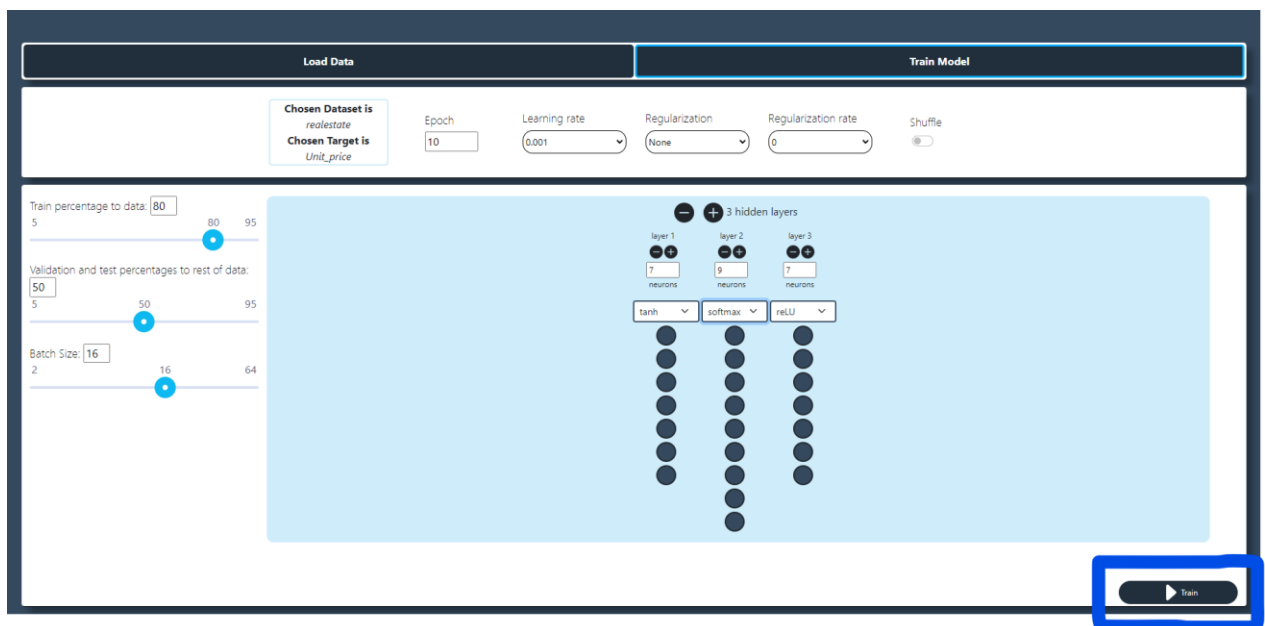 Load Data
Train Model
Chosen Dataset is
realestate
Chosen Target is
Unit_price
Epoch
10
Learning rate
0.001
Regularization
None
Regularization rate
0
Shuffle
Train percentage to data: 80
5 80 95
Validation and test percentages to rest of data:
50
5 50 95
Batch Size: 16
2 16 64
3 hidden layers
layer 1 layer 2 layer 3
7 9 7
neurons neurons neurons
tanh softmax reLU
Train